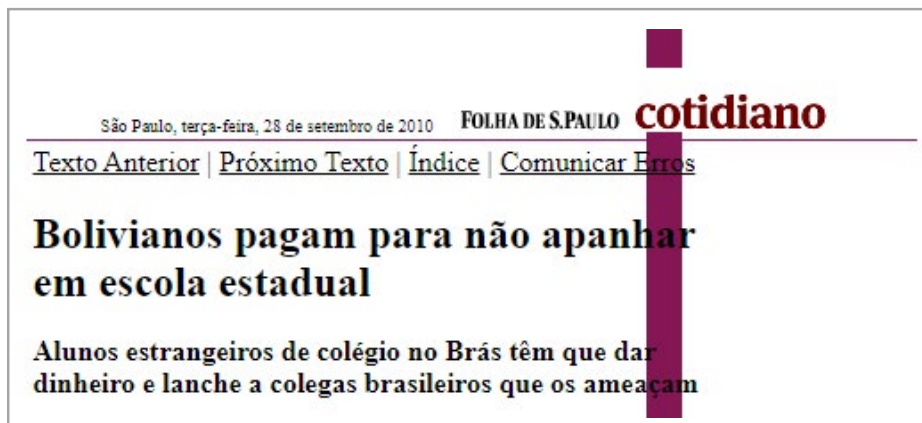 São Paulo, terça-feira, 28 de setembro de 2010 FOLHA DE S.PAULO cotidiano
Texto Anterior | Próximo Texto | Índice | Comunicar Erros
Bolivianos pagam para não apanhar
em escola estadual
Alunos estrangeiros de colégio no Brás têm que dar
dinheiro e lanche a colegas brasileiros que os ameaçam